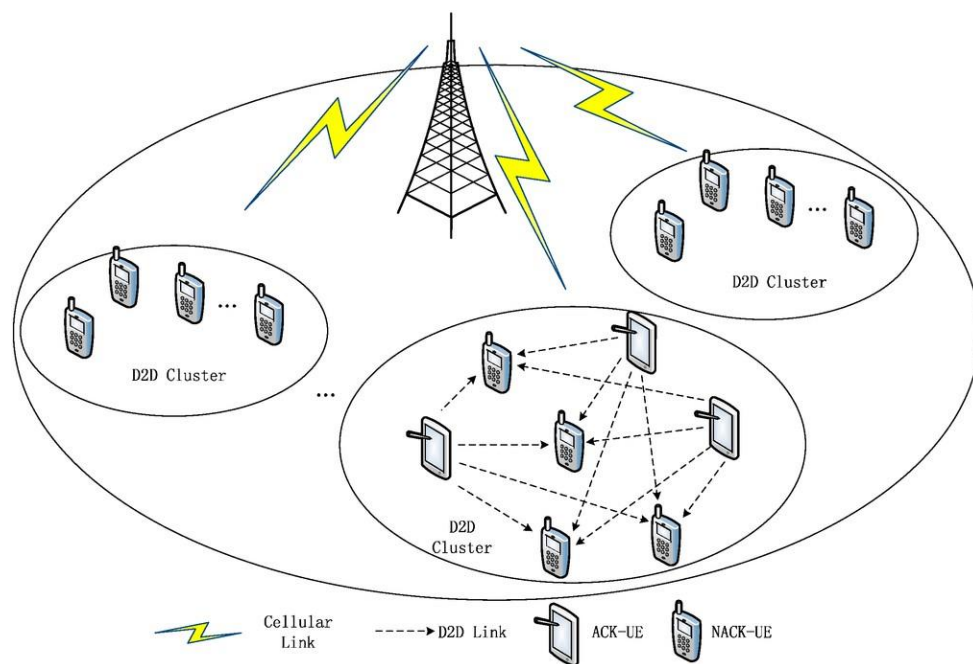 ...
D2D Cluster
...
D2D Cluster
...
D2D
Cluster
Cellular
Link
D2D Link
ACK-UE
NACK-UE